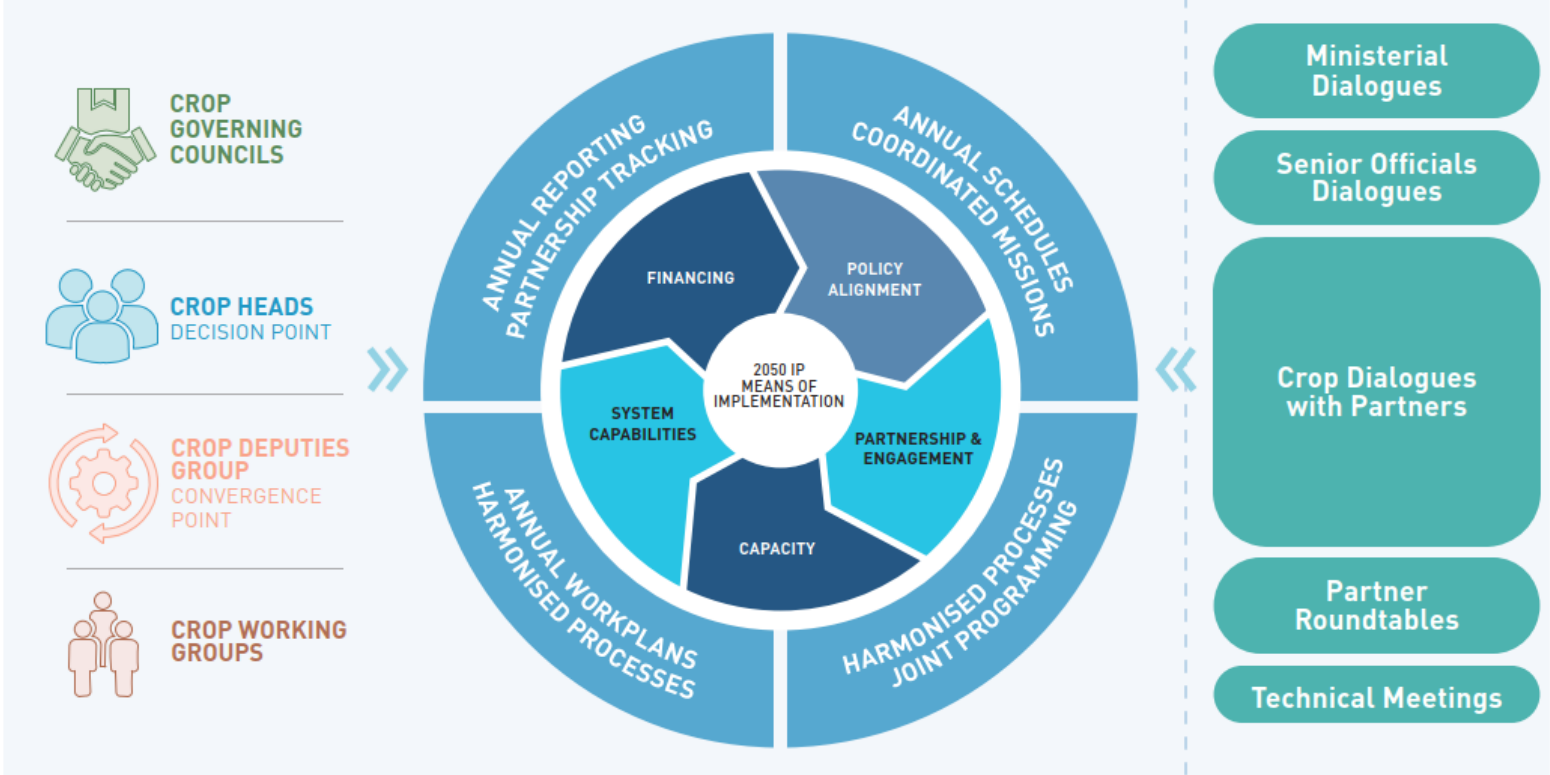 CROP
GOVERNING
COUNCILS
CROP HEADS
DECISION POINT
CROP DEPUTIES
GROUP
CONVERGENCE
POINT
CROP WORKING
GROUPS
ANNUAL REPORTING
PARTNERSHIP TRACKING
ANNUAL SCHEDULES
COORDINATED MISSIONS
FINANCING
POLICY
ALIGNMENT
2050 IP
MEANS OF
IMPLEMENTATION
SYSTEM
CAPABILITIES
PARTNERSHIP &
ENGAGEMENT
CAPACITY
ANNUAL WORKPLANS
HARMONISED PROCESSES
HARMONISED PROCESSES
JOINT PROGRAMMING
Ministerial
Dialogues
Senior Officials
Dialogues
Crop Dialogues
with Partners
Partner
Roundtables
Technical Meetings